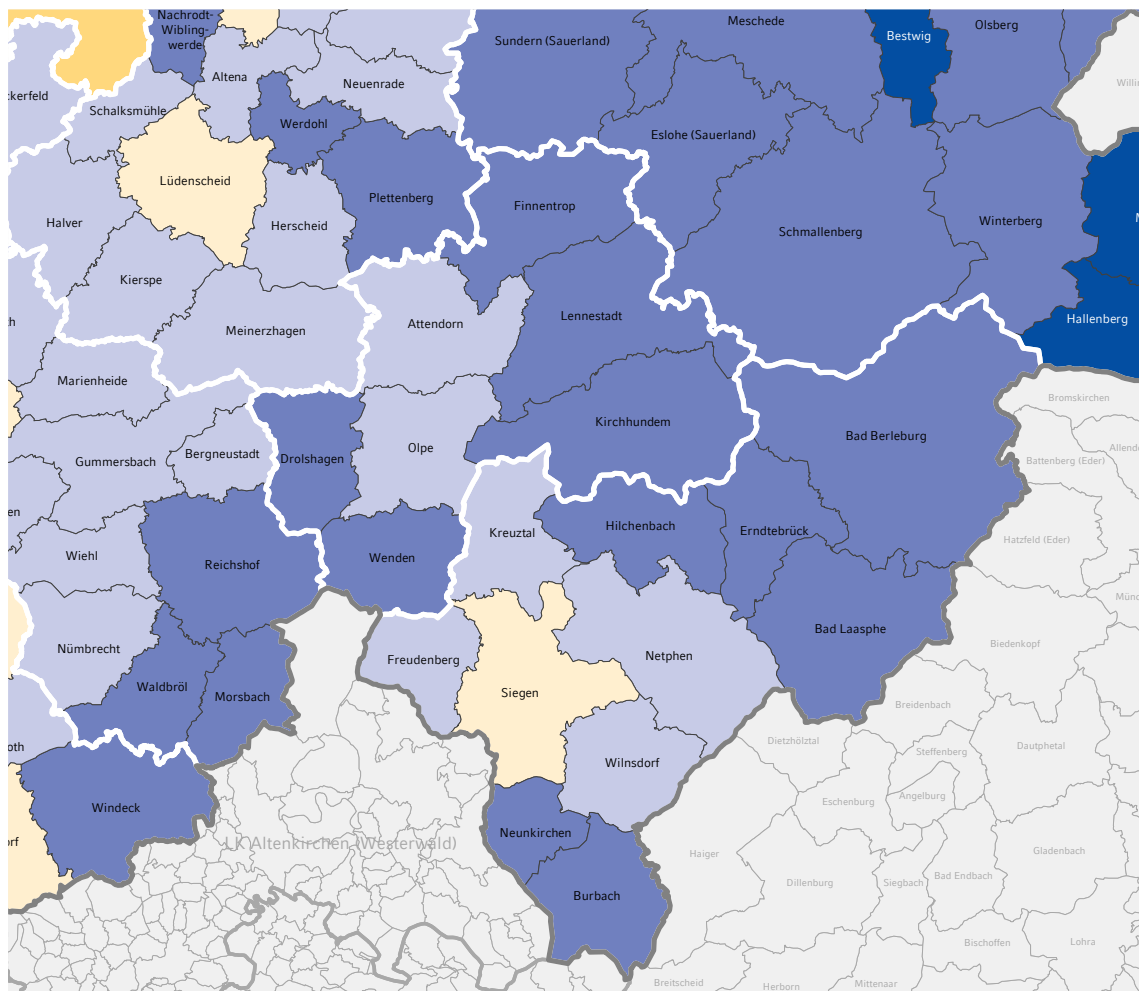 Nachrodt-
Wibling-
werde
Meschede
Olsberg
Sundern (Sauerland)
Bestwig
Altena
Neuenrade
ckerfeld
Schalksmühle
Werdohl
Eslohe (Sauerland)
Lüdenscheid
Plettenberg
Finnentrop
Halver
Herscheid
Schmallenberg
Winterberg
Kierspe
Lennestadt
Hallenberg
Attendorn
Meinerzhagen
Marienheide
Bromskirchen
Kirchhundem
Bad Berleburg
Olpe
Bergneustadt
Drolshagen
Gummersbach
Battenberg (Eder)
Hilchenbach
Erndtebrück
Kreuztal
Hatzfeld (Eder)
Wiehl
Wenden
Reichshof
Bad Laasphe
Biedenkopf
Nümbrecht
Freudenberg
Netphen
Waldbröl
Morsbach
Siegen
Breidenbach
Dietzhölztal
Steffenberg
Dautphetal
Wilnsdorf
Angelburg
Eschenburg
Windeck
Neunkirchen
LK Altenkirchen (Westerwald)
Haiger
Gladenbach
Bad Endbach
Dillenburg
Siegbach
Burbach
Bischoffen
Lohra
Breitscheid
Herborn
Mittenaar